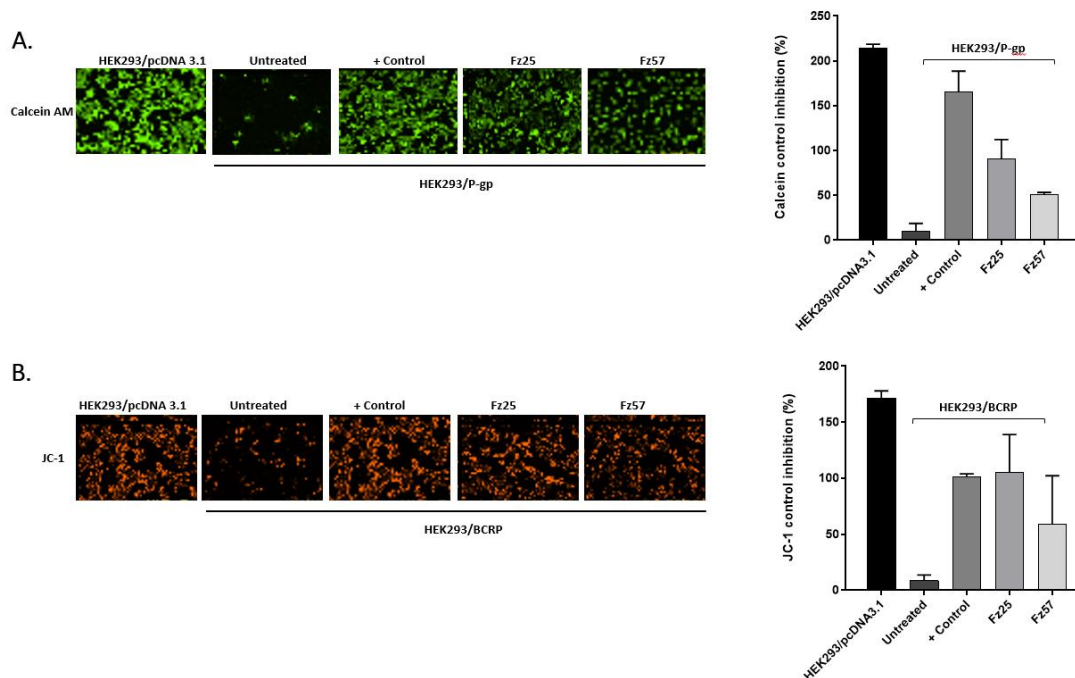 A.
HEK293/pcDNA 3.1 Untreated + Control Fz25 Fz57
Calcein AM
HEK293/P-gp
Calcein control inhibition (%)
250
200
150
100
50
0
HEK293/P-gp
HEK293/pcDNA3.1
Untreated
+ Control
Fz25
Fz57
B.
HEK293/pcDNA 3.1 Untreated + Control Fz25 Fz57
JC-1
HEK293/BCRP
JC-1 control inhibition (%)
200
150
100
50
0
HEK293/BCRP
HEK293/pcDNA3.1
Untreated
+ Control
Fz25
Fz57